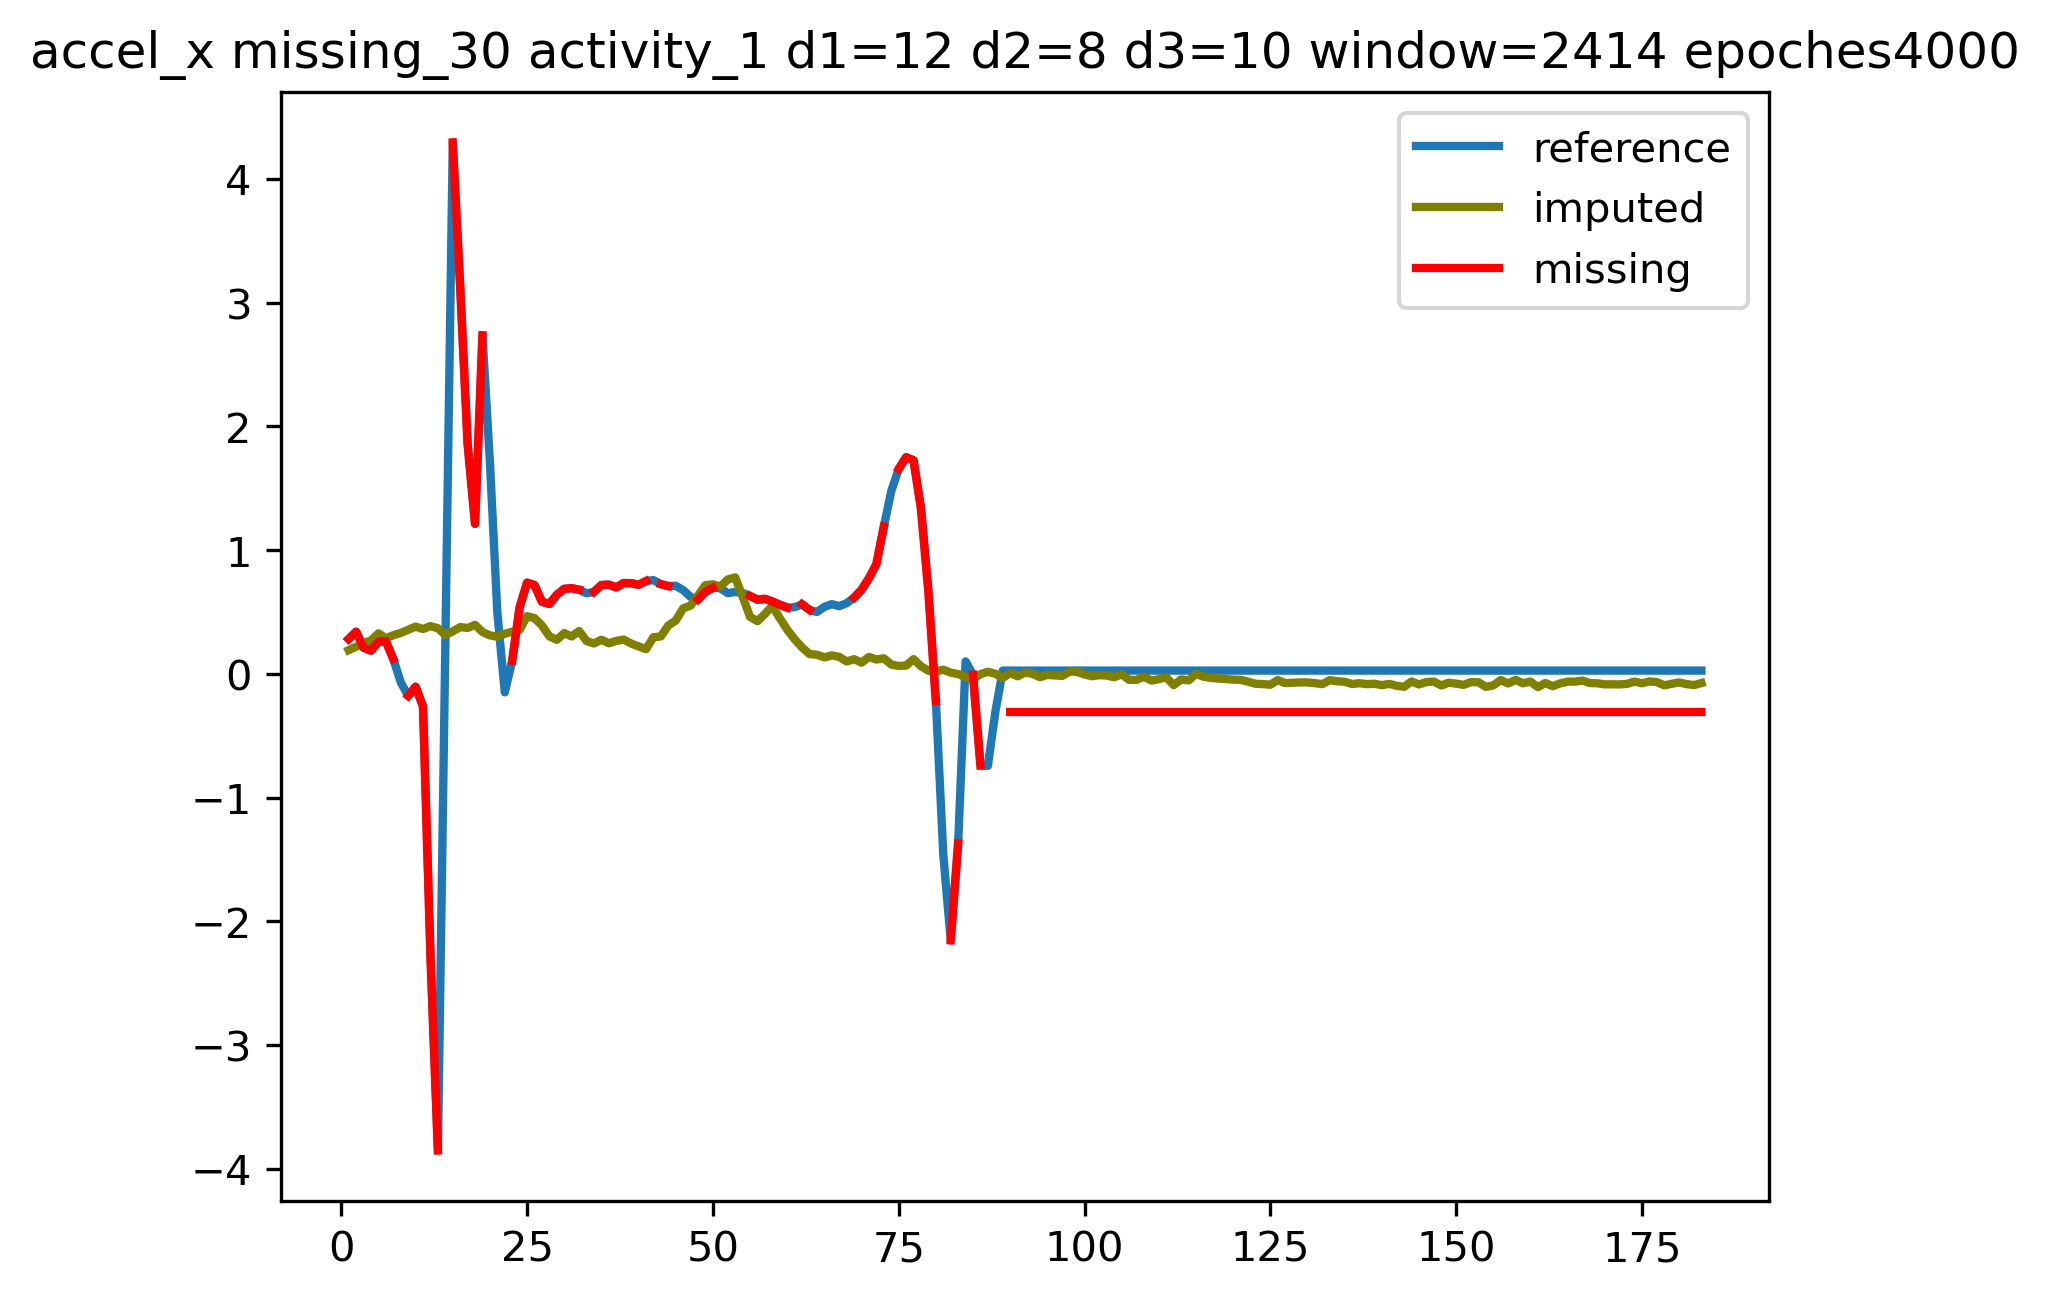 accel_x missing_30 activity_1 d1=12 d2=8 d3=10 window=2414 epoches4000
reference
imputed
missing
4
3
2
1
0
−1
−2
−3
−4
0 25 50 75 100 125 150 175